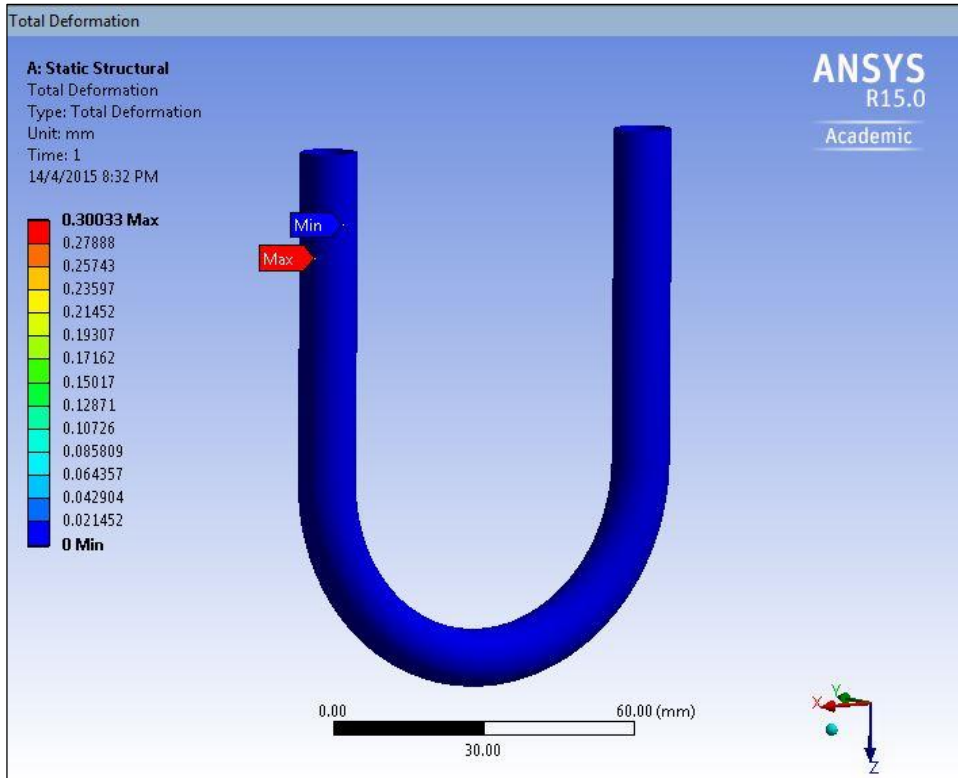 Total Deformation
A: Static Structural
Total Deformation
Type: Total Deformation
Unit: mm
Time: 1
14/4/2015 8:32 PM
ANSYS
R15.0
Academic
0.30033 Max
0.27888
0.25743
0.23597
0.21452
0.19307
0.17162
0.15017
0.12871
0.10726
0.085809
0.064357
0.042904
0.021452
0 Min
Min
Max
0.00
60.00 (mm)
30.00
X
Y
Z